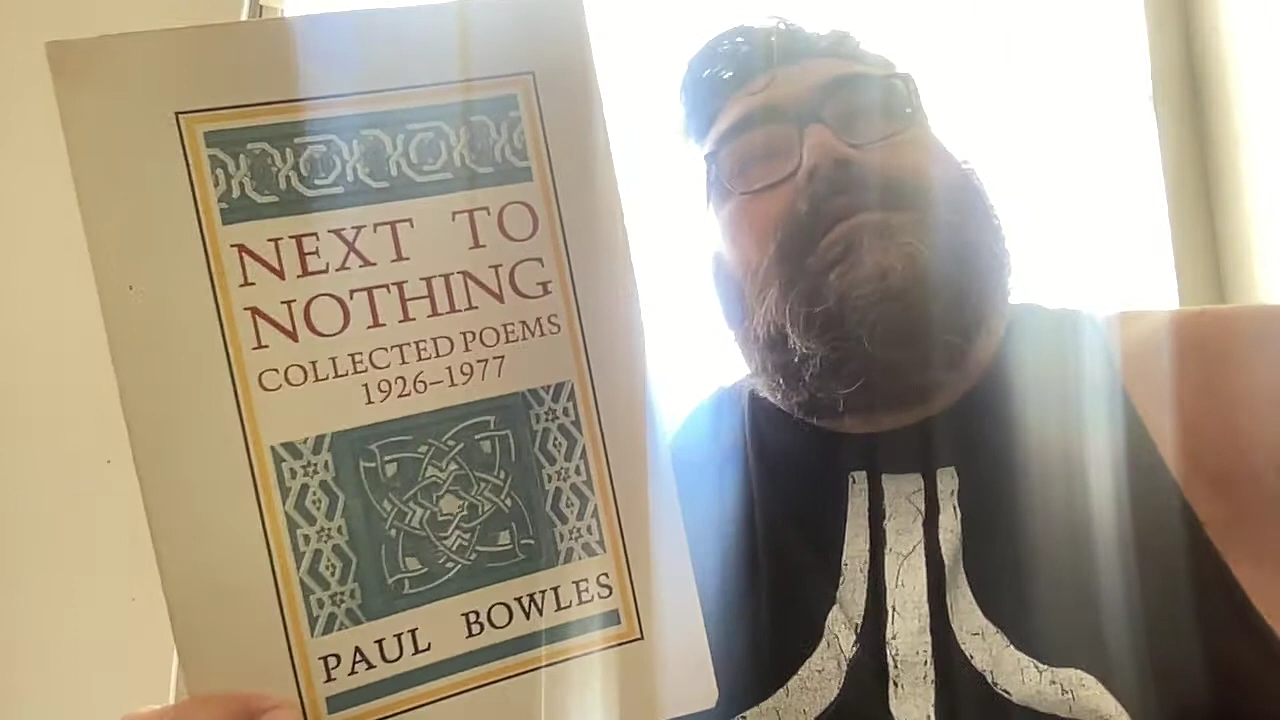 NEXT TO
NOTHING
COLLECTED POEMS
1926–1977
PAUL BOWLES